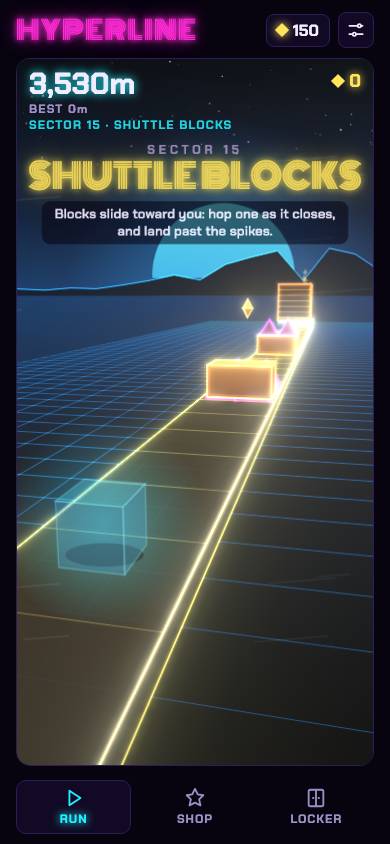 HYPERLINE
150
3,530m
0
BEST 0m
SECTOR 15 · SHUTTLE BLOCKS
SECTOR 15
SHUTTLE BLOCKS
Blocks slide toward you: hop one as it closes,
and land past the spikes.
RUN
SHOP
LOCKER